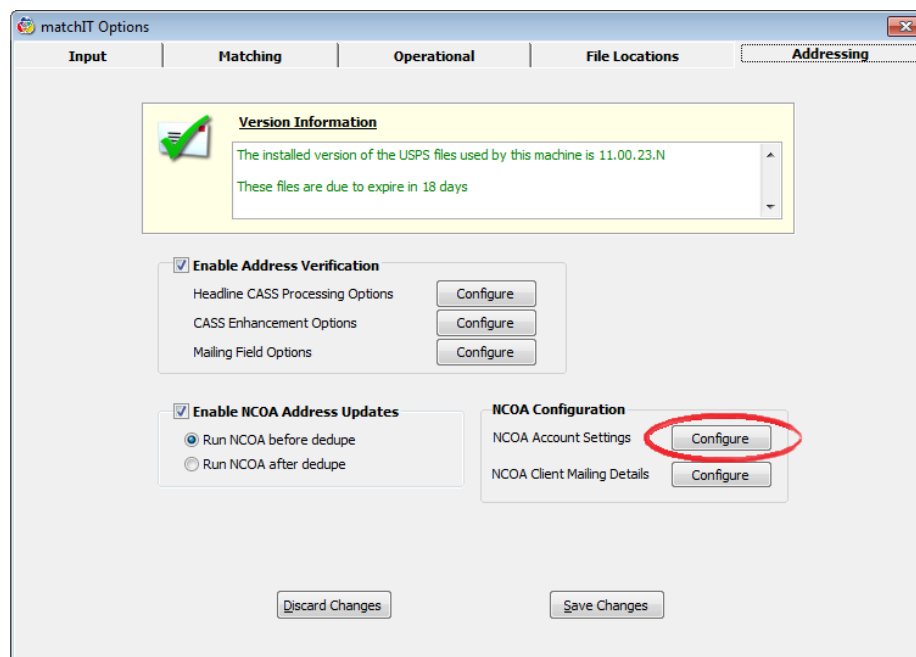 matchIT Options
Input Matching Operational File Locations Addressing
Version Information
The installed version of the USPS files used by this machine is 11.00.23.N
These files are due to expire in 18 days
Enable Address Verification
Headline CASS Processing Options Configure
CASS Enhancement Options Configure
Mailing Field Options Configure
Enable NCOA Address Updates
Run NCOA before dedupe
Run NCOA after dedupe
NCOA Configuration
NCOA Account Settings Configure
NCOA Client Mailing Details Configure
Discard Changes Save Changes